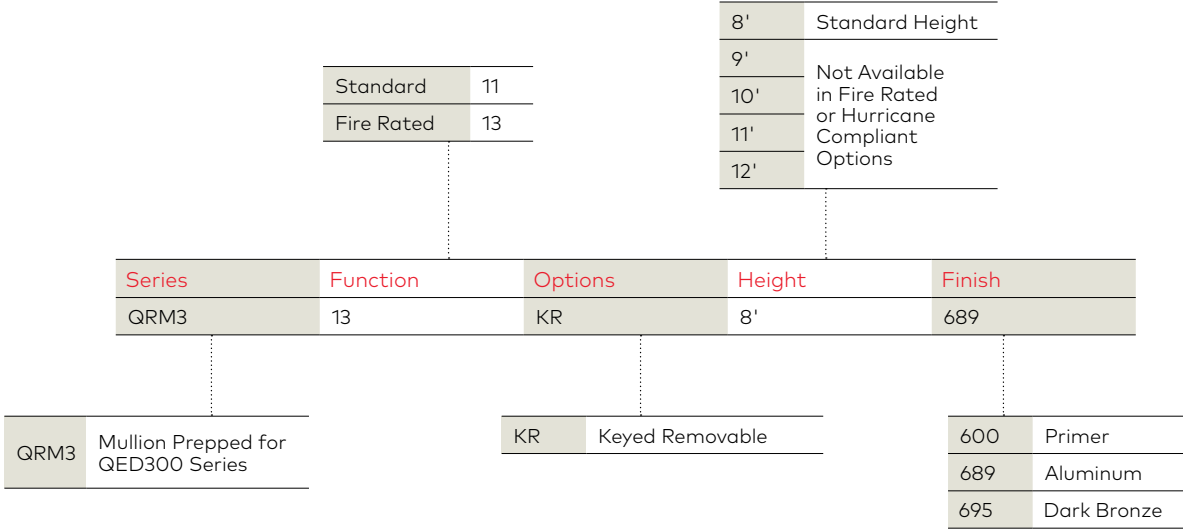 8' Standard Height
9'
10'
11'
12'
Not Available
in Fire Rated
or Hurricane
Compliant
Options
Standard 11
Fire Rated 13
Series Function Options Height Finish
QRM3 13 KR 8' 689
QRM3 Mullion Prepped for
QED300 Series
KR Keyed Removable
600 Primer
689 Aluminum
695 Dark Bronze